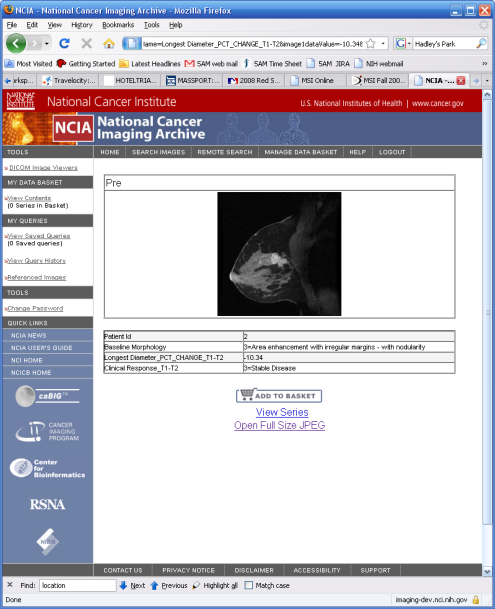 NCIA - National Cancer Imaging Archive - Mozilla Firefox
File Edit View History Bookmarks Tools Help
lame=Longest Diameter_PCT_CHANGE_T1-T2&image1dataValue=-10.348 Hadley's Park
Most Visited Getting Started Latest Headlines SAM web mail SAM Time Sheet SAM JIRA NIH webmail
irksp... Travelocity:... HOTELTRIA... MASSPORT:... 2008 Red S... MSI Online MSI Fall 200... NCIA -...
NATIONAL CANCER INSTITUTE
National Cancer Institute
U.S. National Institutes of Health | www.cancer.gov
NCIA National Cancer Imaging Archive
TOOLS
HOME SEARCH IMAGES REMOTE SEARCH MANAGE DATA BASKET HELP LOGOUT
DICOM Image Viewers
MY DATA BASKET
View Contents
(0 Series in Basket)
MY QUERIES
View Saved Queries
(0 Saved queries)
View Query History
Referenced Images
TOOLS
Change Password
QUICK LINKS
NCIA NEWS
NCIA USER'S GUIDE
NCI HOME
NCICB HOME
caBIG™
CANCER
IMAGING
PROGRAM
Center
for
Bioinformatics
RSNA
NIBIB
Pre
Patient Id 2
Baseline Morphology 3=Area enhancement with irregular margins - with nodularity
Longest Diameter_PCT_CHANGE_T1-T2 -10.34
Clinical Response_T1-T2 3=Stable Disease
ADD TO BASKET
View Series
Open Full Size JPEG
CONTACT US PRIVACY NOTICE DISCLAIMER ACCESSIBILITY SUPPORT
Find: location Next Previous Highlight all Match case
Done imaging-dev.nci.nih.gov